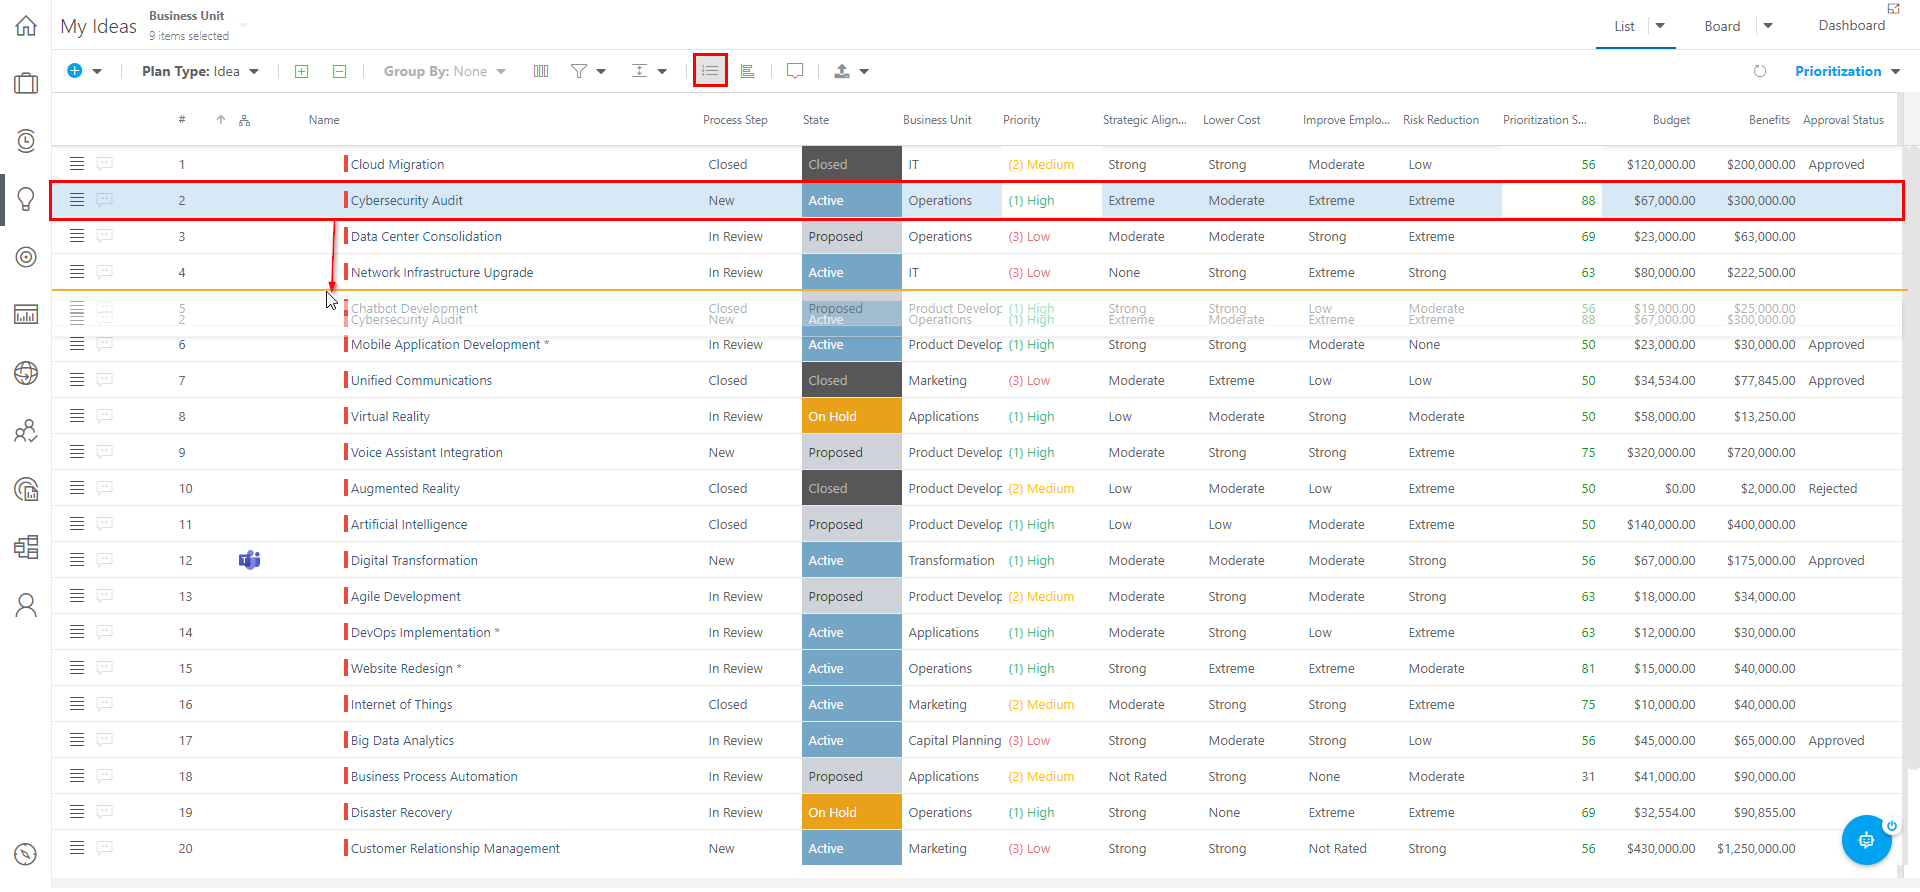 My Ideas
Business Unit
9 items selected
List
Board
Dashboard
Plan Type: Idea
Group By: None
Prioritization
# Name Process Step State Business Unit Priority Strategic Align... Lower Cost Improve Emplo... Risk Reduction Prioritization S... Budget Benefits Approval Status
1 Cloud Migration Closed Closed IT (2) Medium Strong Strong Moderate Low 56 $120,000.00 $200,000.00 Approved
2 Cybersecurity Audit New Active Operations (1) High Extreme Moderate Extreme Extreme 88 $67,000.00 $300,000.00
3 Data Center Consolidation In Review Proposed Operations (3) Low Moderate Moderate Strong Extreme 69 $23,000.00 $63,000.00
4 Network Infrastructure Upgrade In Review Active IT (3) Low None Strong Extreme Strong 63 $80,000.00 $222,500.00
5 Chatbot Development Closed Proposed Product Develop (1) High Strong Strong Low Moderate 56 $19,000.00 $25,000.00
2 Cybersecurity Audit New Active Operations (1) High Extreme Moderate Extreme Extreme 88 $67,000.00 $300,000.00
6 Mobile Application Development * In Review Active Product Develop (1) High Strong Strong Moderate None 50 $23,000.00 $30,000.00 Approved
7 Unified Communications Closed Closed Marketing (3) Low Moderate Extreme Low Low 50 $34,534.00 $77,845.00 Approved
8 Virtual Reality In Review On Hold Applications (1) High Low Moderate Strong Moderate 50 $58,000.00 $13,250.00
9 Voice Assistant Integration New Proposed Product Develop (1) High Moderate Strong Strong Extreme 75 $320,000.00 $720,000.00
10 Augmented Reality Closed Closed Product Develop (2) Medium Low Moderate Low Extreme 50 $0.00 $2,000.00 Rejected
11 Artificial Intelligence Closed Proposed Product Develop (1) High Low Low Moderate Extreme 50 $140,000.00 $400,000.00
12 Digital Transformation New Active Transformation (1) High Moderate Moderate Moderate Strong 56 $67,000.00 $175,000.00 Approved
13 Agile Development In Review Proposed Product Develop (2) Medium Moderate Strong Moderate Strong 63 $18,000.00 $34,000.00
14 DevOps Implementation * In Review Active Applications (1) High Moderate Strong Low Extreme 63 $12,000.00 $30,000.00
15 Website Redesign * In Review Active Operations (1) High Strong Extreme Extreme Moderate 81 $15,000.00 $40,000.00
16 Internet of Things Closed Active Marketing (2) Medium Moderate Strong Strong Extreme 75 $10,000.00 $40,000.00
17 Big Data Analytics In Review Active Capital Planning (3) Low Strong Moderate Strong Low 56 $45,000.00 $65,000.00 Approved
18 Business Process Automation In Review Proposed Applications (2) Medium Not Rated Strong None Moderate 31 $41,000.00 $90,000.00
19 Disaster Recovery In Review On Hold Operations (1) High Strong None Extreme Extreme 69 $32,554.00 $90,855.00
20 Customer Relationship Management New Active Marketing (3) Low Strong Strong Not Rated Strong 56 $430,000.00 $1,250,000.00